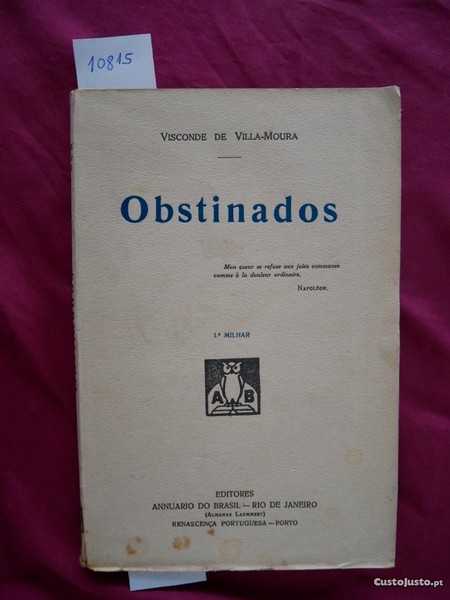 10815
VISCONDE DE VILLA-MOURA
Obstinados
Mon coeur se refuse aux joies communes
comme à la douleur ordinaire.
NAPOLÉON.
1.º MILHAR
A B
EDITORES
ANNUARIO DO BRASIL — RIO DE JANEIRO
(ALMANAK LAEMMERT)
RENASCENÇA PORTUGUESA — PORTO
CustoJusto.pt